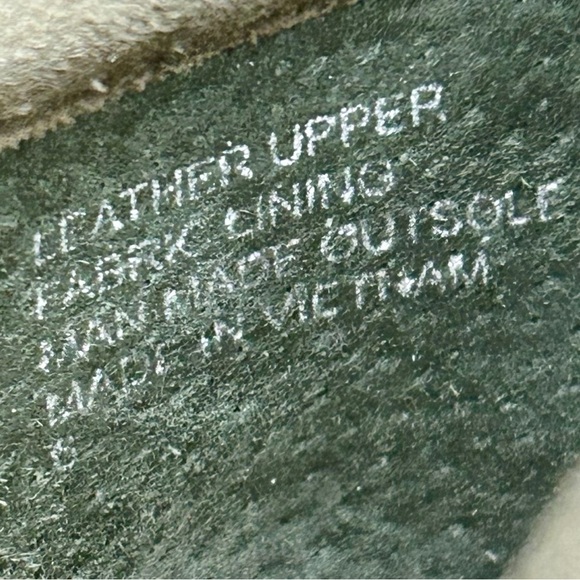 LEATHER UPPER
FABRIC LINING
MAN MADE OUTSOLE
MADE IN VIETNAM